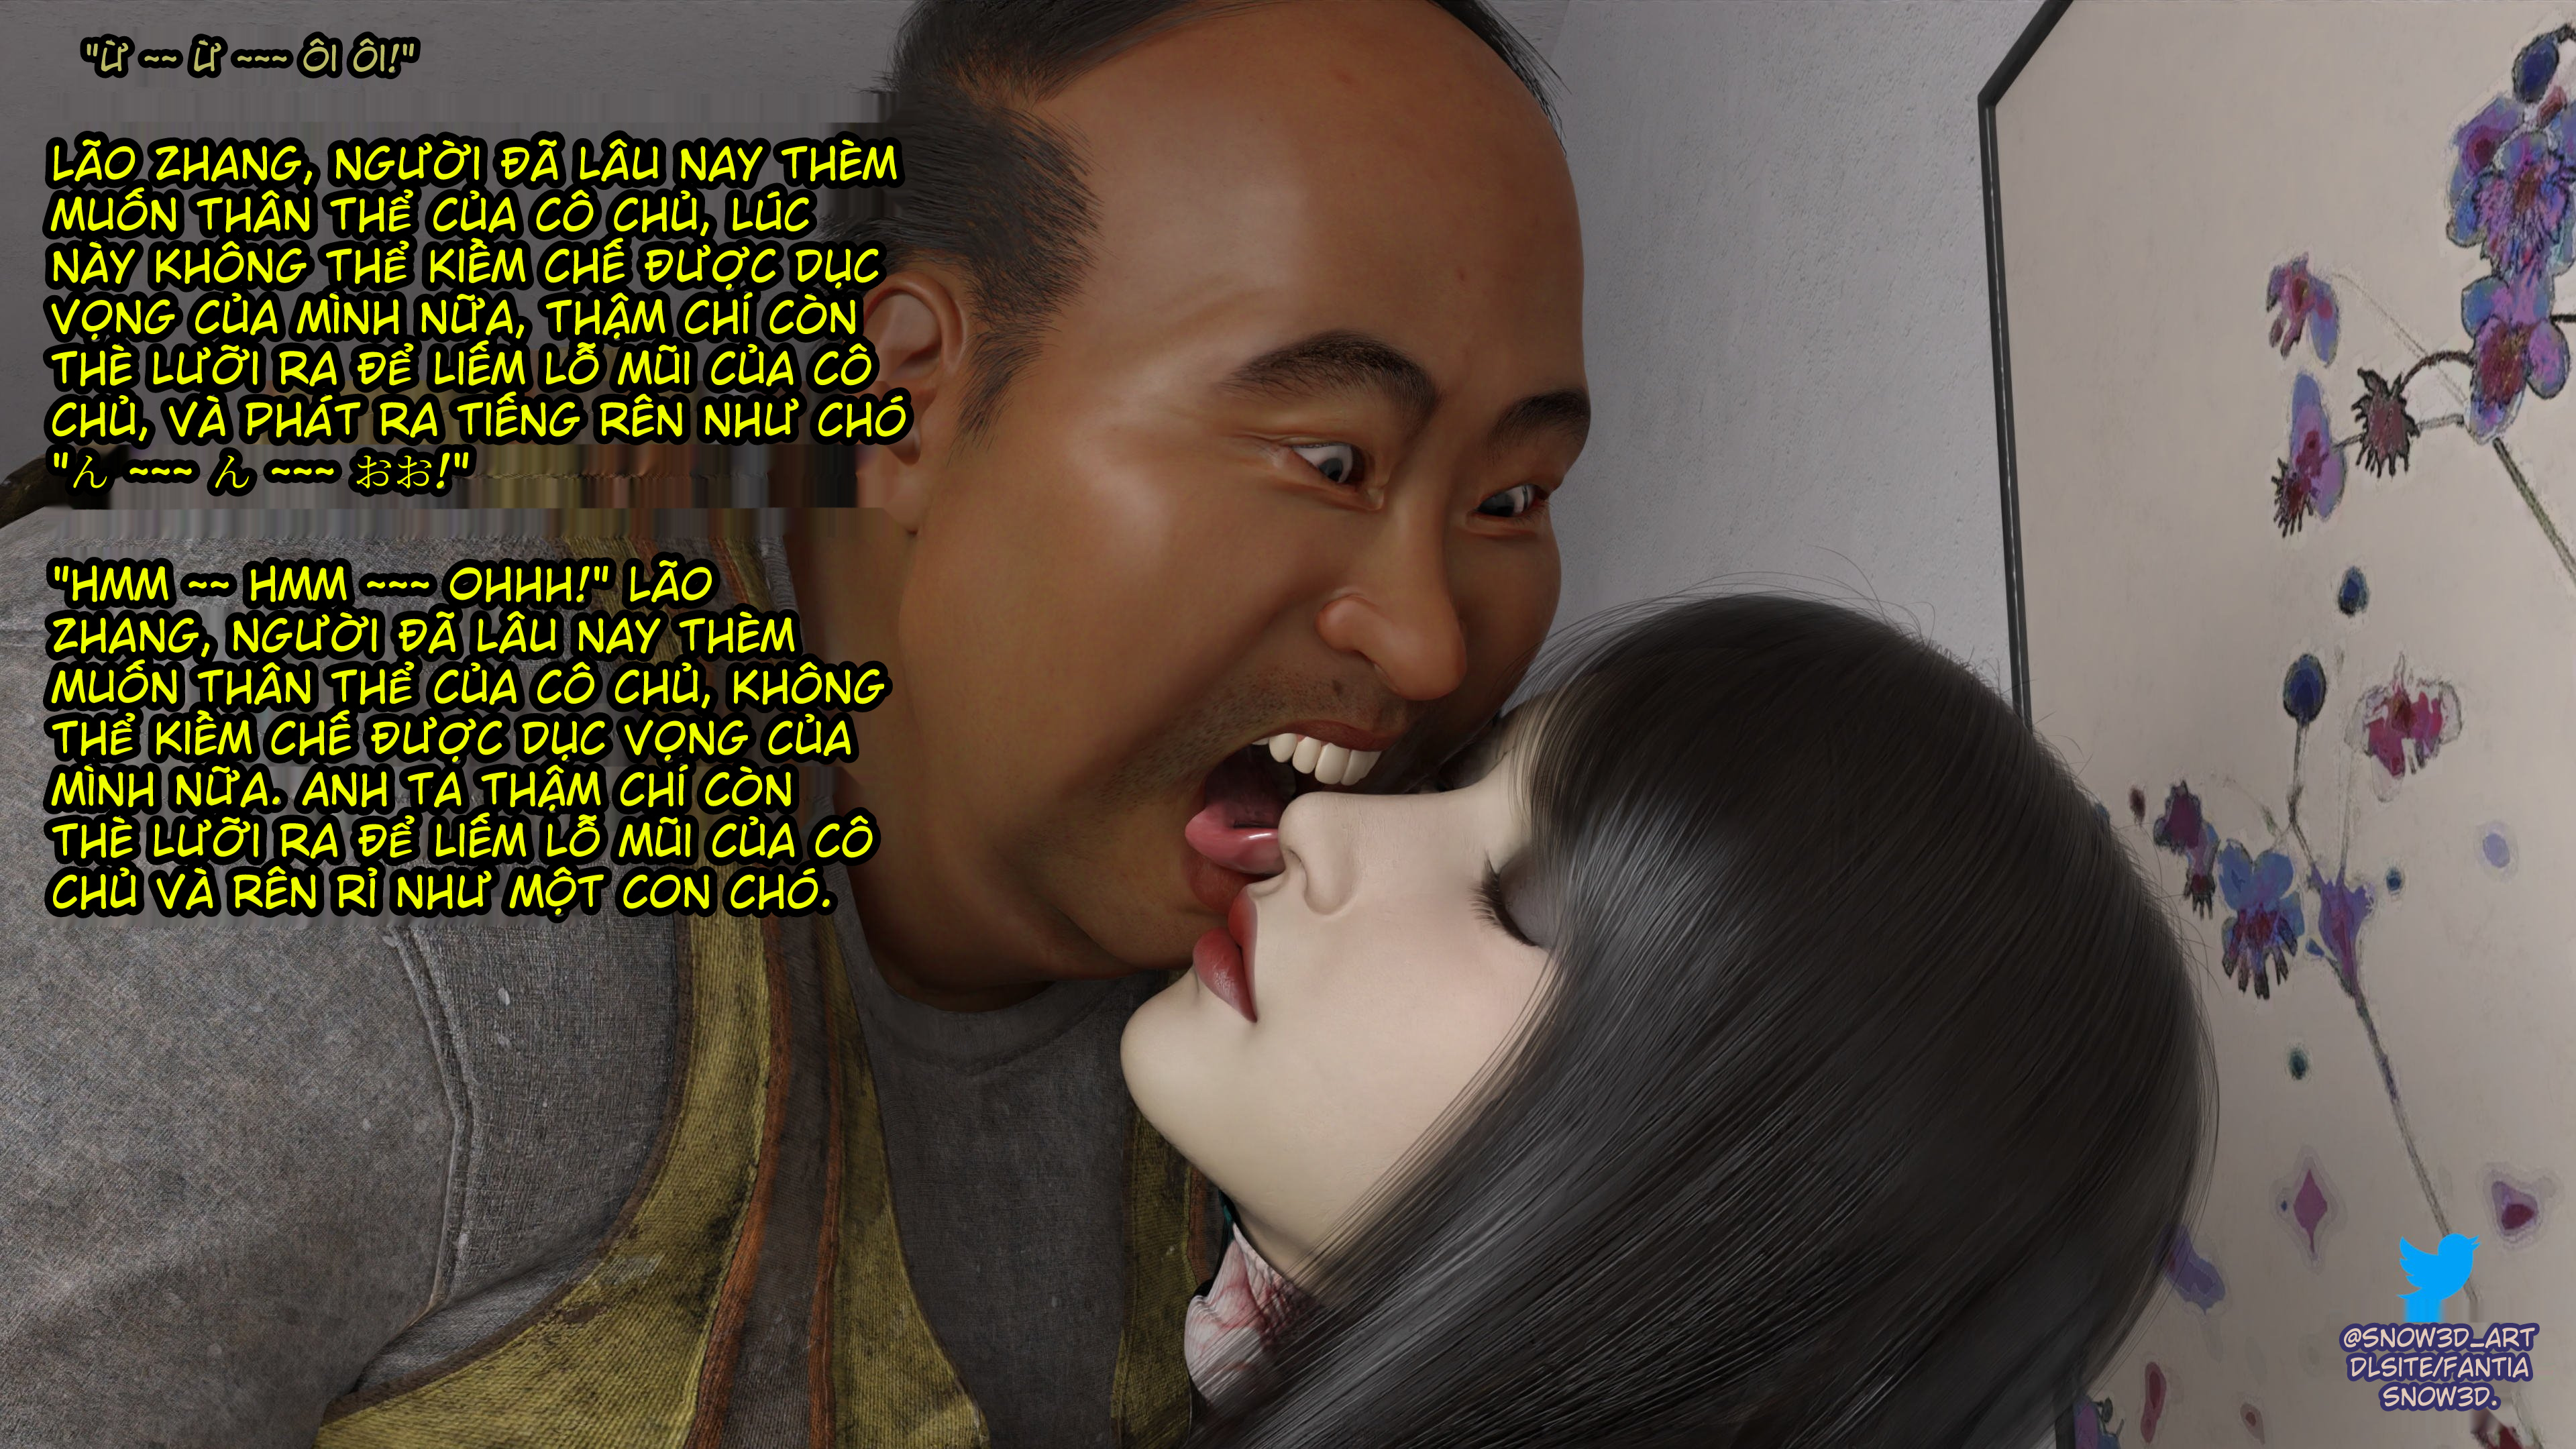 "Ừ ~~ Ừ ~~~ ÔI ÔI!"
LÃO ZHANG, NGƯỜI ĐÃ LÂU NAY THÈM
MUỐN THÂN THỂ CỦA CÔ CHỦ, LÚC
NÀY KHÔNG THỂ KIỀM CHẾ ĐƯỢC DỤC
VỌNG CỦA MÌNH NỮA, THẬM CHÍ CÒN
THÈ LƯỠI RA ĐỂ LIẾM LỖ MŨI CỦA CÔ
CHỦ, VÀ PHÁT RA TIẾNG RÊN NHƯ CHÓ
"ん ~~~ ん ~~~ おお!"
"HMM ~~ HMM ~~~ OHHH!" LÃO
ZHANG, NGƯỜI ĐÃ LÂU NAY THÈM
MUỐN THÂN THỂ CỦA CÔ CHỦ, KHÔNG
THỂ KIỀM CHẾ ĐƯỢC DỤC VỌNG CỦA
MÌNH NỮA. ANH TA THẬM CHÍ CÒN
THÈ LƯỠI RA ĐỂ LIẾM LỖ MŨI CỦA CÔ
CHỦ VÀ RÊN RỈ NHƯ MỘT CON CHÓ.
@SNOW3D_ART
DLSITE/FANTIA
SNOW3D.